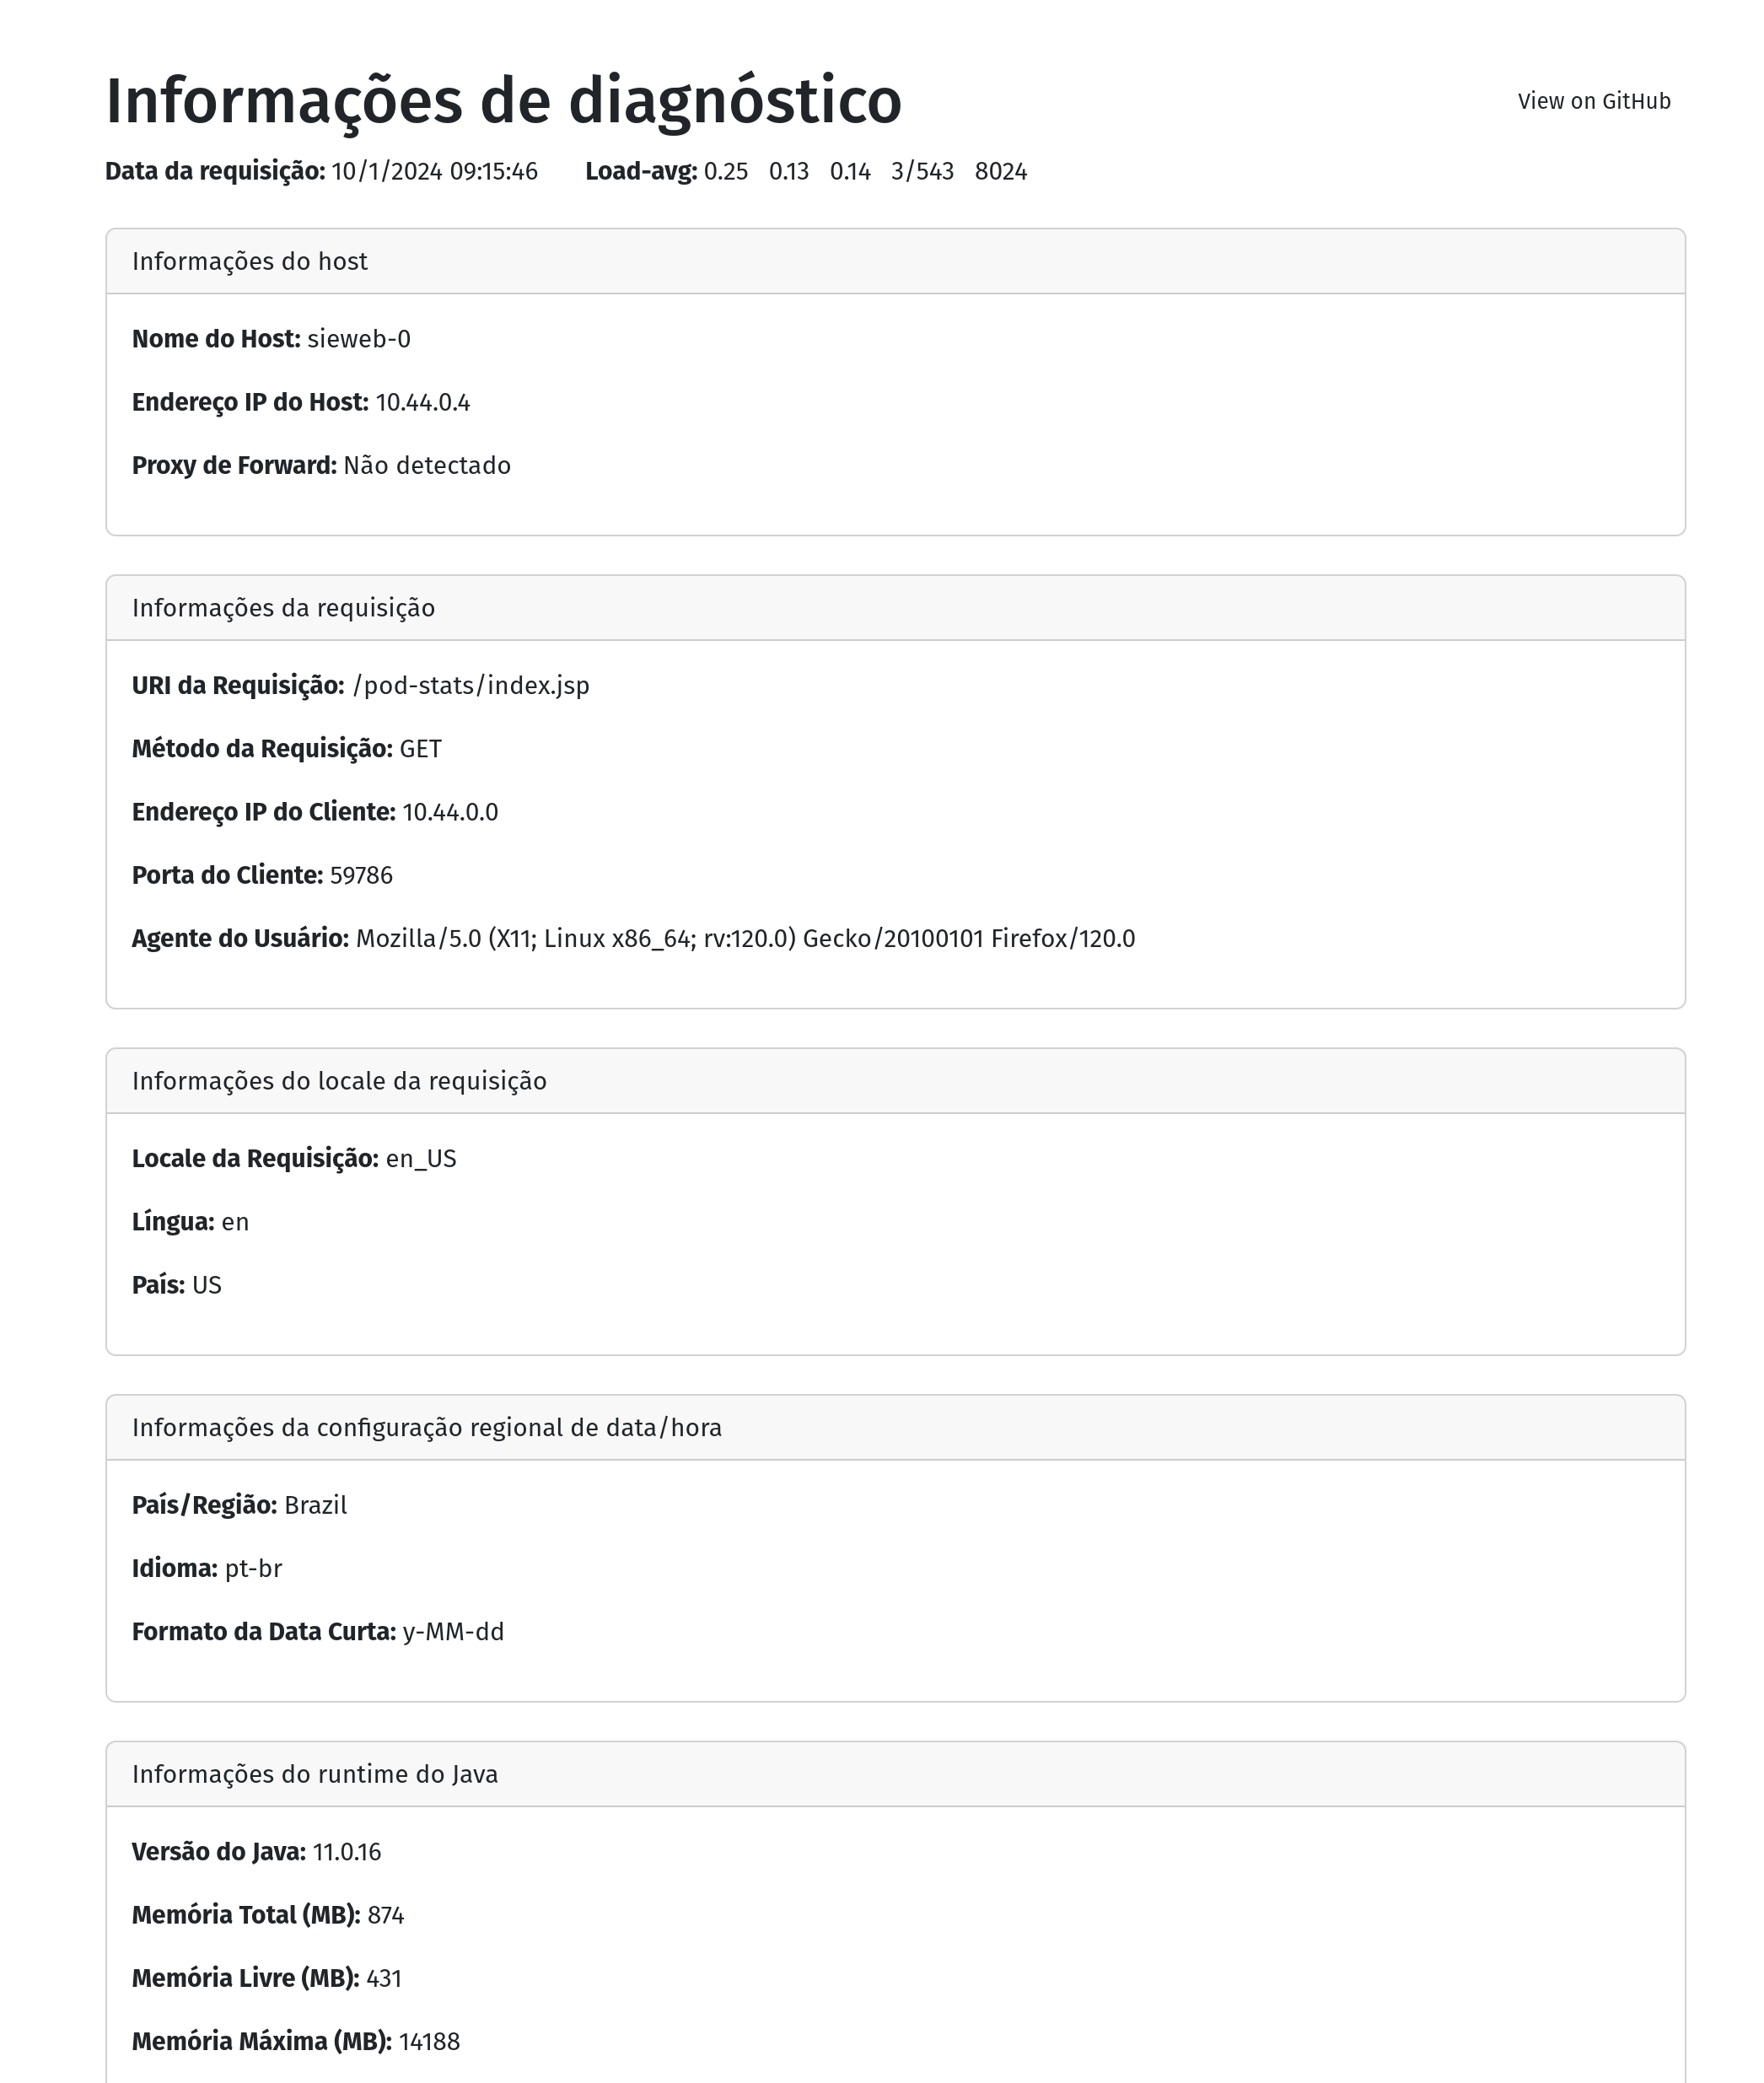 Informações de diagnóstico
View on GitHub
Data da requisição: 10/1/2024 09:15:46 Load-avg: 0.25 0.13 0.14 3/543 8024
Informações do host
Nome do Host: sieweb-0
Endereço IP do Host: 10.44.0.4
Proxy de Forward: Não detectado
Informações da requisição
URI da Requisição: /pod-stats/index.jsp
Método da Requisição: GET
Endereço IP do Cliente: 10.44.0.0
Porta do Cliente: 59786
Agente do Usuário: Mozilla/5.0 (X11; Linux x86_64; rv:120.0) Gecko/20100101 Firefox/120.0
Informações do locale da requisição
Locale da Requisição: en_US
Língua: en
País: US
Informações da configuração regional de data/hora
País/Região: Brazil
Idioma: pt-br
Formato da Data Curta: y-MM-dd
Informações do runtime do Java
Versão do Java: 11.0.16
Memória Total (MB): 874
Memória Livre (MB): 431
Memória Máxima (MB): 14188